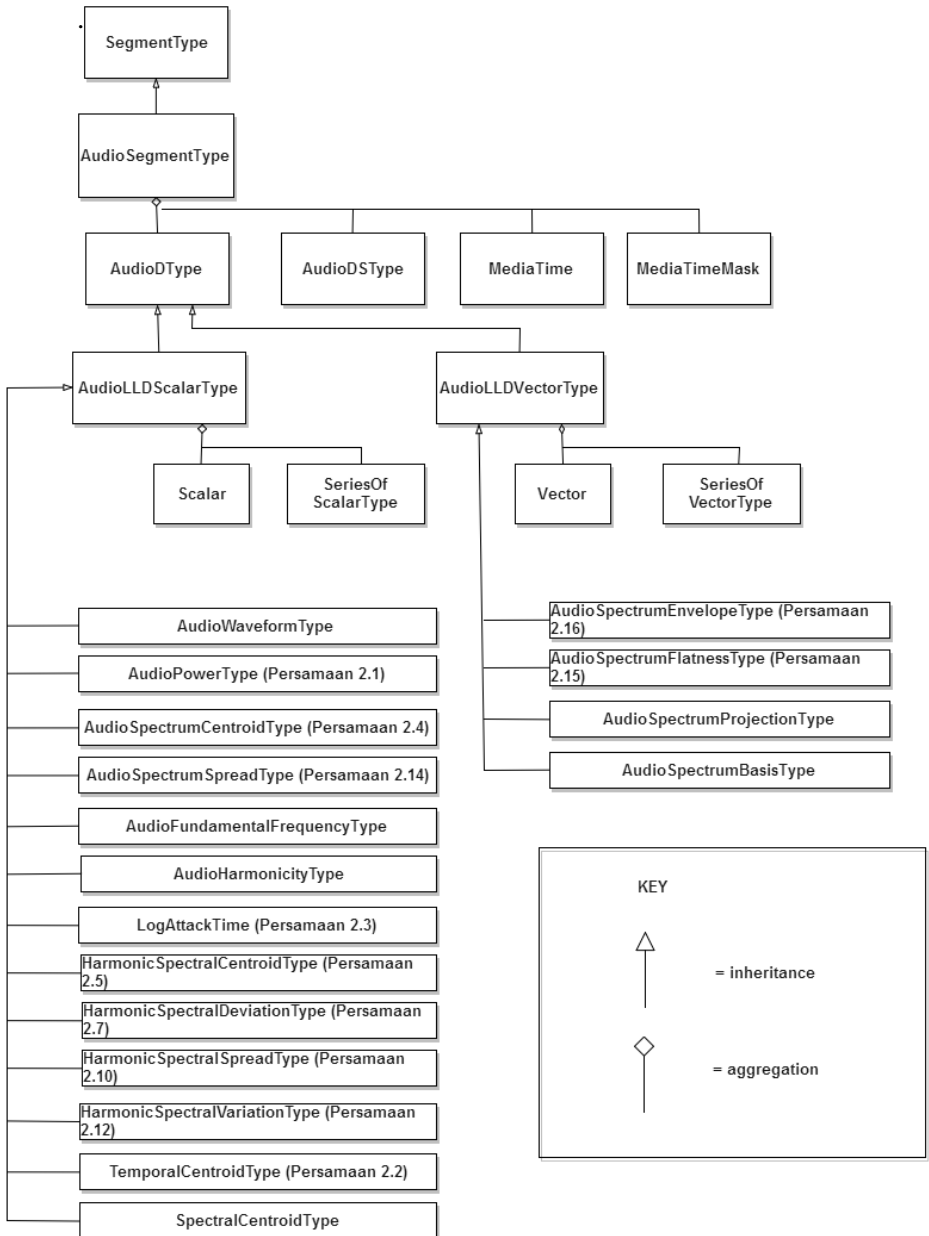 SegmentType
AudioSegmentType
AudioDType
AudioDSType
MediaTime
MediaTimeMask
AudioLLDScalarType
AudioLLDVectorType
Scalar
SeriesOf
ScalarType
Vector
SeriesOf
VectorType
AudioWaveformType
AudioPowerType (Persamaan 2.1)
AudioSpectrumCentroidType (Persamaan 2.4)
AudioSpectrumSpreadType (Persamaan 2.14)
AudioFundamentalFrequencyType
AudioHarmonicityType
LogAttackTime (Persamaan 2.3)
HarmonicSpectralCentroidType (Persamaan
2.5)
HarmonicSpectralDeviationType (Persamaan
2.7)
HarmonicSpectralSpreadType (Persamaan
2.10)
HarmonicSpectralVariationType (Persamaan
2.12)
TemporalCentroidType (Persamaan 2.2)
SpectralCentroidType
AudioSpectrumEnvelopeType (Persamaan
2.16)
AudioSpectrumFlatnessType (Persamaan
2.15)
AudioSpectrumProjectionType
AudioSpectrumBasisType
KEY
= inheritance
= aggregation